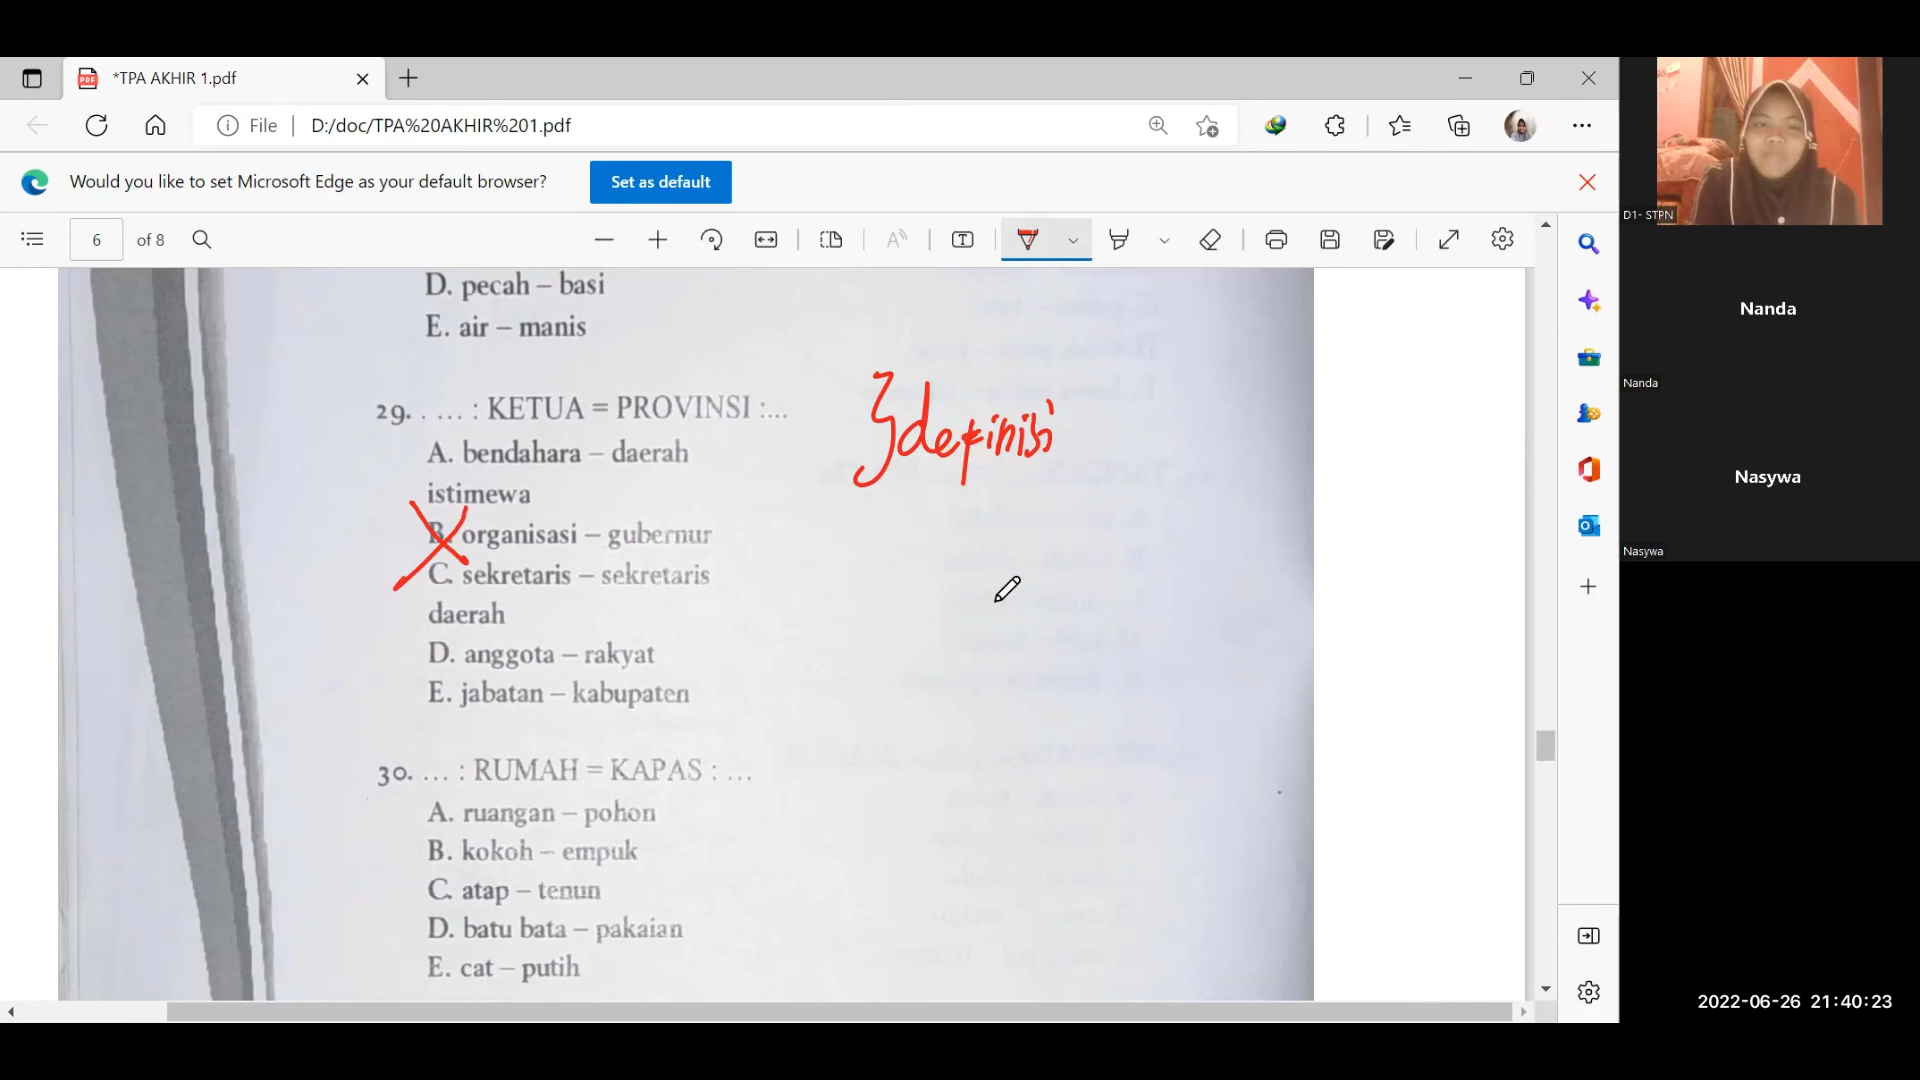 *TPA AKHIR 1.pdf
File
D:/doc/TPA%20AKHIR%201.pdf
Would you like to set Microsoft Edge as your default browser?
Set as default
6
of 8
D. pecah – basi
E. air – manis
29. . … : KETUA = PROVINSI :...
A. bendahara – daerah
istimewa
B. organisasi – gubernur
C. sekretaris – sekretaris
daerah
D. anggota – rakyat
E. jabatan – kabupaten
definisi
30. … : RUMAH = KAPAS : …
A. ruangan – pohon
B. kokoh – empuk
C. atap – tenun
D. batu bata – pakaian
E. cat – putih
D1- STPN
Nanda
Nanda
Nasywa
Nasywa
2022-06-26 21:40:23